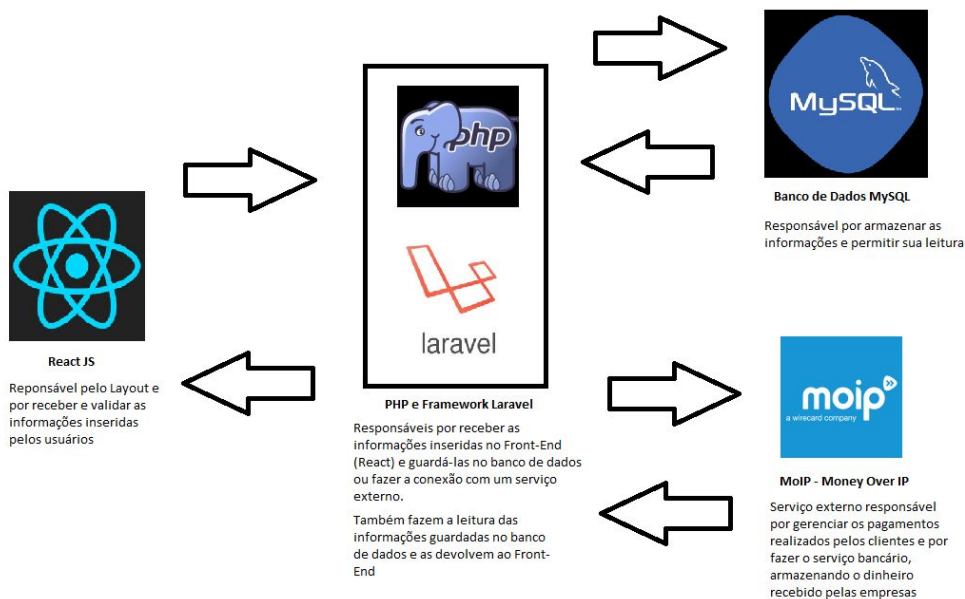 php
laravel
MySQL
Banco de Dados MySQL
Responsável por armazenar as
informações e permitir sua leitura
React JS
Reponsável pelo Layout e
por receber e validar as
informações inseridas
pelos usuários
PHP e Framework Laravel
Responsáveis por receber as
informações inseridas no Front-End
(React) e guardá-las no banco de dados
ou fazer a conexão com um serviço
externo.
Também fazem a leitura das
informações guardadas no banco
de dados e as devolvem ao Front-
End
moip
a wirecard company
MoIP - Money Over IP
Serviço externo responsável
por gerenciar os pagamentos
realizados pelos clientes e por
fazer o serviço bancário,
armazenando o dinheiro
recebido pelas empresas